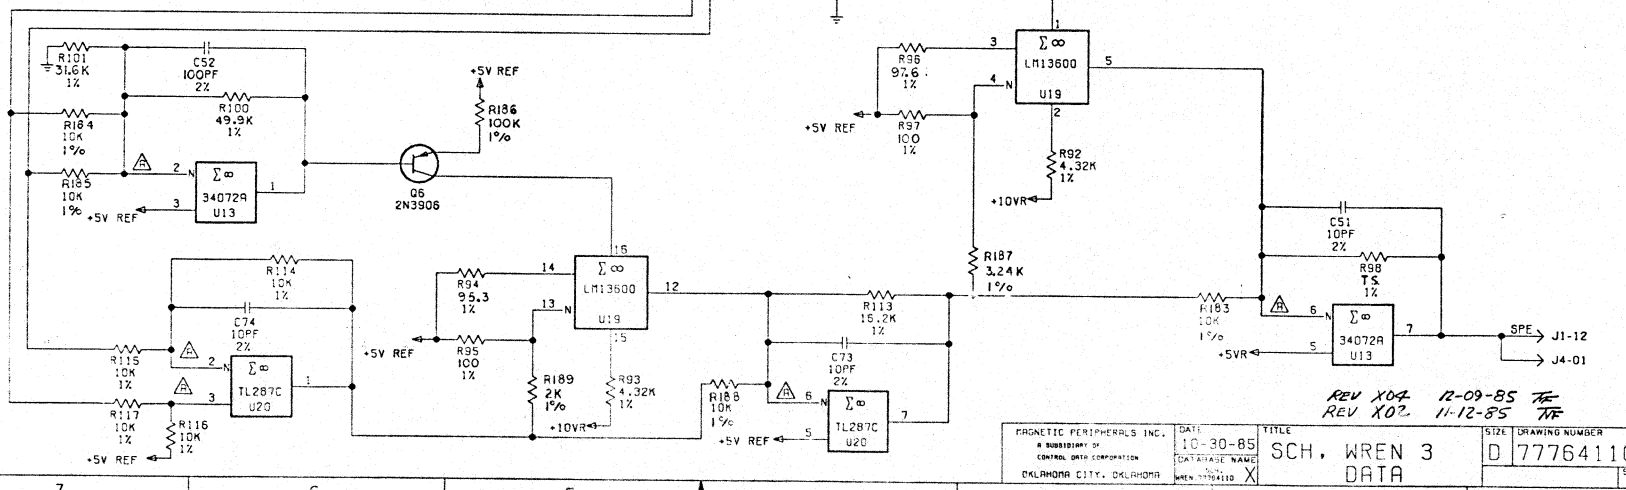 R101
31.6K
1%
C52
100PF
2%
R100
49.9K
1%
R184
10K
1%
R185
10K
1%
+5V REF
2
N
3
1
Σ∞
34072A
U13
A
+5V REF
R186
100K
1%
Q6
2N3906
R114
10K
1%
C74
10PF
2%
R115
10K
1%
R117
10K
1%
R116
10K
1%
+5V REF
A
A
2
N
3
1
Σ∞
TL287C
U20
R94
95.3
1%
R95
100
1%
+5V REF
14
13
N
16
12
15
Σ∞
LM13600
U19
R189
2K
1%
R93
4.32K
1%
+10VR
R188
10K
1%
R113
16.2K
1%
C73
10PF
2%
A
6
N
5
7
+5V REF
Σ∞
TL287C
U20
R96
97.6
1%
R97
100
1%
+5V REF
3
4
N
1
5
2
Σ∞
LM13600
U19
R92
4.32K
1%
+10VR
R187
3.24K
1%
R183
10K
1%
C51
10PF
2%
R98
T.S.
1%
A
6
N
5
7
+5VR
Σ∞
34072A
U13
SPE
J1-12
J4-01
REV X04 12-09-85
REV X02 11-12-85
MAGNETIC PERIPHERALS INC.
A SUBSIDIARY OF
CONTROL DATA CORPORATION
OKLAHOMA CITY, OKLAHOMA
DATE
10-30-85
DATABASE NAME
X
TITLE
SCH, WREN 3
DATA
SIZE
D
DRAWING NUMBER
7776411